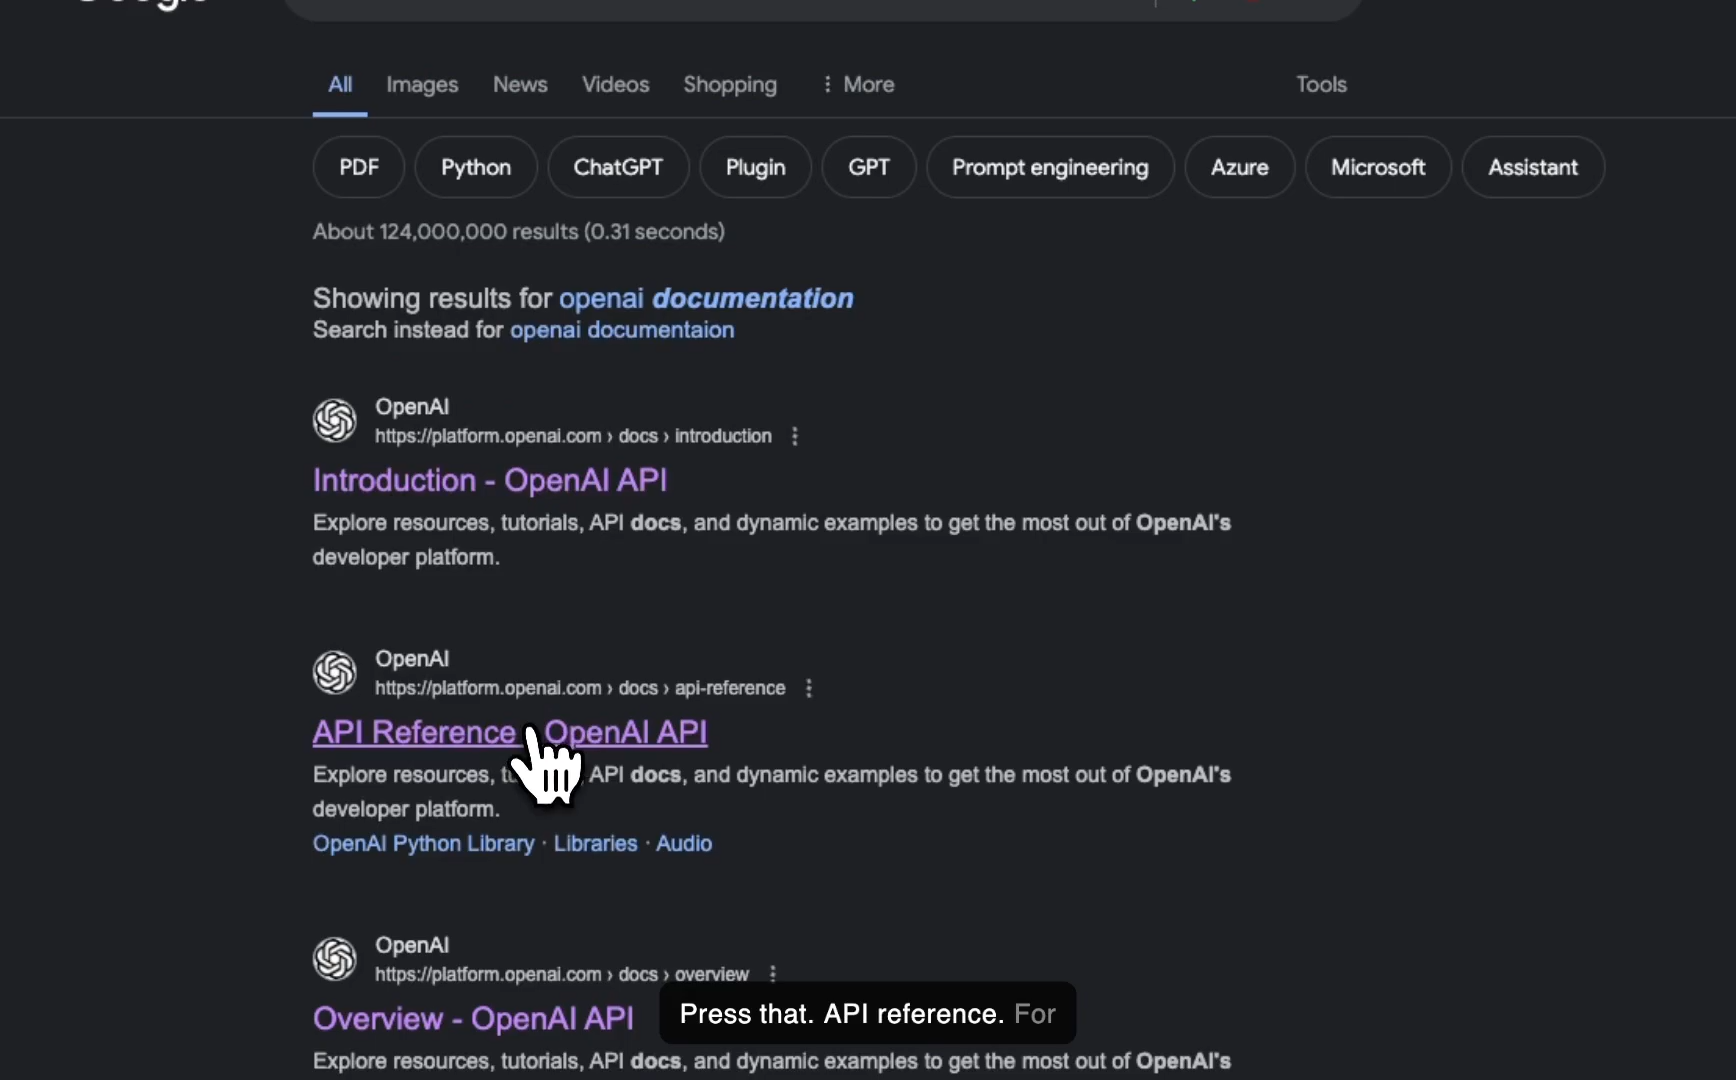 All Images News Videos Shopping More Tools
PDF Python ChatGPT Plugin GPT Prompt engineering Azure Microsoft Assistant
About 124,000,000 results (0.31 seconds)
Showing results for openai documentation
Search instead for openai documentaion
OpenAI
https://platform.openai.com › docs › introduction
Introduction - OpenAI API
Explore resources, tutorials, API docs, and dynamic examples to get the most out of OpenAI's
developer platform.
OpenAI
https://platform.openai.com › docs › api-reference
API Reference OpenAI API
Explore resources, API docs, and dynamic examples to get the most out of OpenAI's
developer platform.
OpenAI Python Library · Libraries · Audio
OpenAI
https://platform.openai.com › docs › overview
Overview - OpenAI API
Press that. API reference. For
Explore resources, tutorials, API docs, and dynamic examples to get the most out of OpenAI's